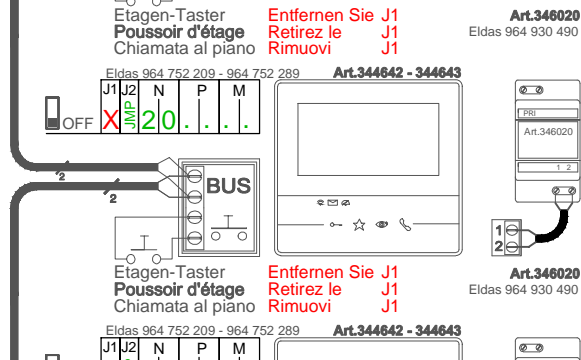 Etagen-Taster Entfernen Sie J1 Art.346020
Poussoir d'étage Retirez le J1 Eldas 964 930 490
Chiamata al piano Rimuovi J1
Eldas 964 752 209 - 964 752 289 Art.344642 - 344643
J1 J2 N P M
OFF X JMP 2 0 . . . .
PRI
Art.346020
1 2
2
BUS
2
1
2
Etagen-Taster Entfernen Sie J1 Art.346020
Poussoir d'étage Retirez le J1 Eldas 964 930 490
Chiamata al piano Rimuovi J1
Eldas 964 752 209 - 964 752 289 Art.344642 - 344643
J1 J2 N P M